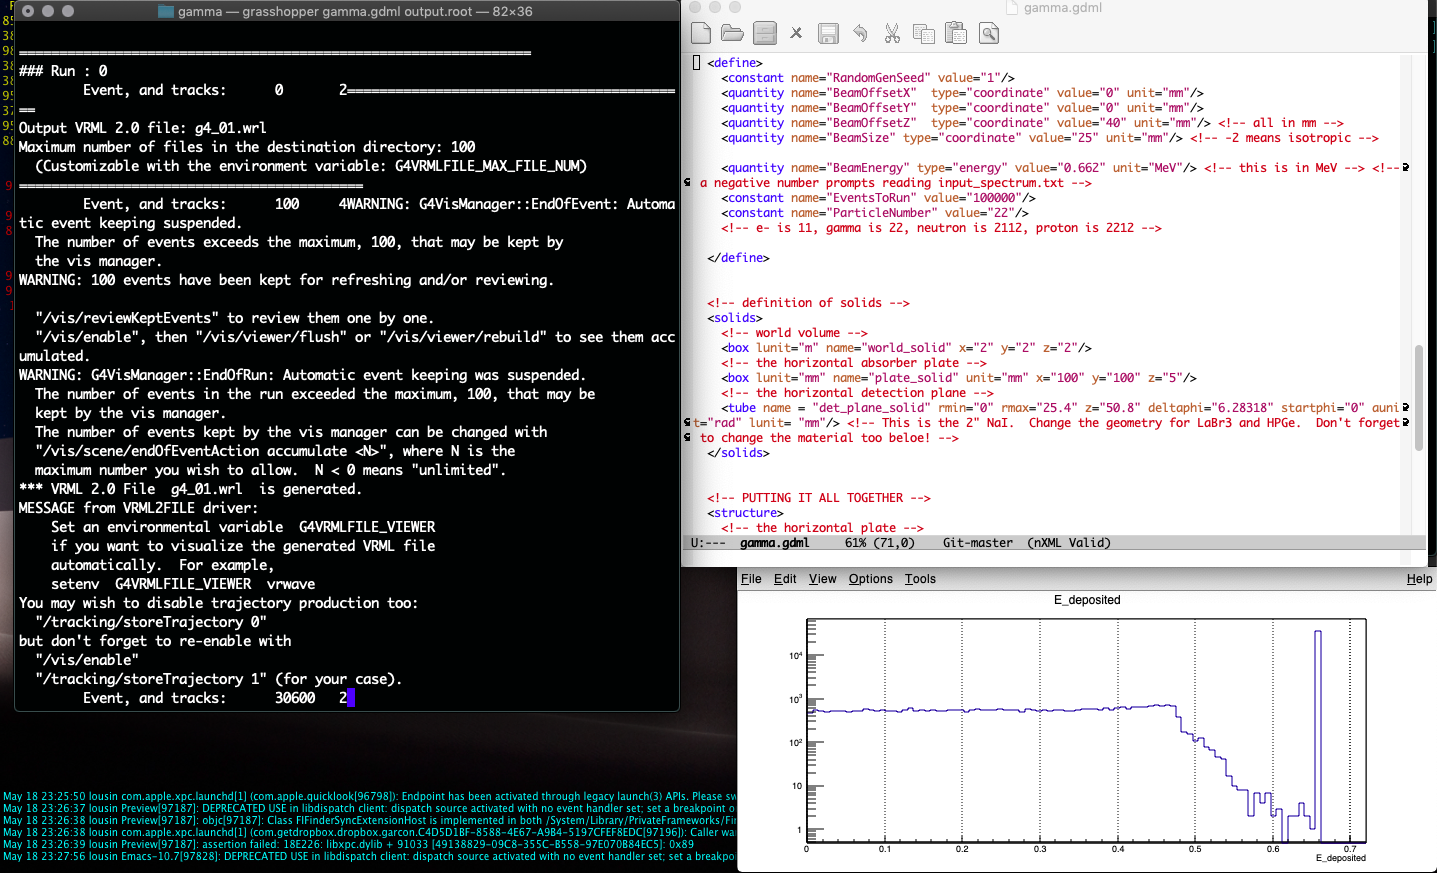 gamma — grasshopper gamma.gdml output.root — 82×36
### Run : 0
Event, and tracks: 0 2
Output VRML 2.0 file: g4_01.wrl
Maximum number of files in the destination directory: 100
(Customizable with the environment variable: G4VRMLFILE_MAX_FILE_NUM)
Event, and tracks: 100 4WARNING: G4VisManager::EndOfEvent: Automa
tic event keeping suspended.
The number of events exceeds the maximum, 100, that may be kept by
the vis manager.
WARNING: 100 events have been kept for refreshing and/or reviewing.
"/vis/reviewKeptEvents" to review them one by one.
"/vis/enable", then "/vis/viewer/flush" or "/vis/viewer/rebuild" to see them acc
umulated.
WARNING: G4VisManager::EndOfRun: Automatic event keeping was suspended.
The number of events in the run exceeded the maximum, 100, that may be
kept by the vis manager.
The number of events kept by the vis manager can be changed with
"/vis/scene/endOfEventAction accumulate <N>", where N is the
maximum number you wish to allow.  N < 0 means "unlimited".
*** VRML 2.0 File  g4_01.wrl  is generated.
MESSAGE from VRML2FILE driver:
Set an environmental variable  G4VRMLFILE_VIEWER
if you want to visualize the generated VRML file
automatically.  For example,
setenv  G4VRMLFILE_VIEWER  vrwave
You may wish to disable trajectory production too:
"/tracking/storeTrajectory 0"
but don't forget to re-enable with
"/vis/enable"
"/tracking/storeTrajectory 1" (for your case).
Event, and tracks: 30600 2
gamma.gdml
<define>
<constant name="RandomGenSeed" value="1"/>
<quantity name="BeamOffsetX"  type="coordinate" value="0" unit="mm"/>
<quantity name="BeamOffsetY"  type="coordinate" value="0" unit="mm"/>
<quantity name="BeamOffsetZ"  type="coordinate" value="40" unit="mm"/> <!-- all in mm -->
<quantity name="BeamSize" type="coordinate" value="25" unit="mm"/> <!-- -2 means isotropic -->
<quantity name="BeamEnergy" type="energy" value="0.662" unit="MeV"/> <!-- this is in MeV --> <!--
a negative number prompts reading input_spectrum.txt -->
<constant name="EventsToRun" value="100000"/>
<constant name="ParticleNumber" value="22"/>
<!-- e- is 11, gamma is 22, neutron is 2112, proton is 2212 -->
</define>
<!-- definition of solids -->
<solids>
<!-- world volume -->
<box lunit="m" name="world_solid" x="2" y="2" z="2"/>
<!-- the horizontal absorber plate -->
<box lunit="mm" name="plate_solid" unit="mm" x="100" y="100" z="5"/>
<!-- the horizontal detection plane -->
<tube name = "det_plane_solid" rmin="0" rmax="25.4" z="50.8" deltaphi="6.28318" startphi="0" auni
t="rad" lunit= "mm"/> <!-- This is the 2" NaI.  Change the geometry for LaBr3 and HPGe.  Don't forget
to change the material too beloe! -->
</solids>
<!-- PUTTING IT ALL TOGETHER -->
<structure>
<!-- the horizontal plate -->
U:---  gamma.gdml  61% (71,0)  Git-master  (nXML Valid)
File Edit View Options Tools Help
E_deposited
10⁴
10³
10²
10
1
0 0.1 0.2 0.3 0.4 0.5 0.6 0.7
E_deposited
May 18 23:25:50 lousin com.apple.xpc.launchd[1] (com.apple.quicklook[96798]): Endpoint has been activated through legacy launch(3) APIs. Please sw
May 18 23:26:37 lousin Preview[97187]: DEPRECATED USE in libdispatch client: dispatch source activated with no event handler set; set a breakpoint o
May 18 23:26:38 lousin Preview[97187]: objc[97187]: Class FIFinderSyncExtensionHost is implemented in both /System/Library/PrivateFrameworks/Fin
May 18 23:26:38 lousin com.apple.xpc.launchd[1] (com.getdropbox.dropbox.garcon.C4D5D1BF-8588-4E67-A9B4-5197CFEF8EDC[97196]): Caller wa
May 18 23:26:39 lousin Preview[97187]: assertion failed: 18E226: libxpc.dylib + 91033 [49138829-09C8-355C-B558-97E070B84EC5]: 0x89
May 18 23:27:56 lousin Emacs-10.7[97828]: DEPRECATED USE in libdispatch client: dispatch source activated with no event handler set; set a breakpo